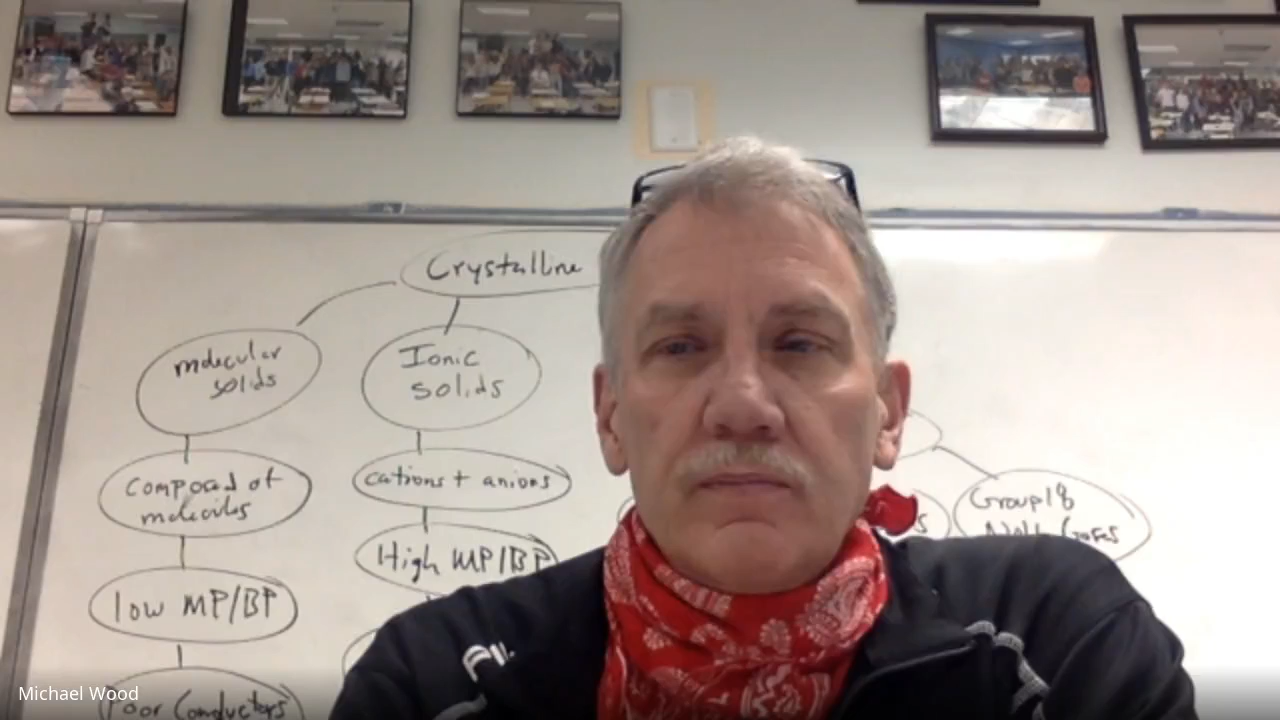 Crystalline
molecular
solids
Ionic
solids
composed of
molecules
cations + anions
Group 18
Gases
High MP/BP
low MP/BP
Poor Conductors
Michael Wood